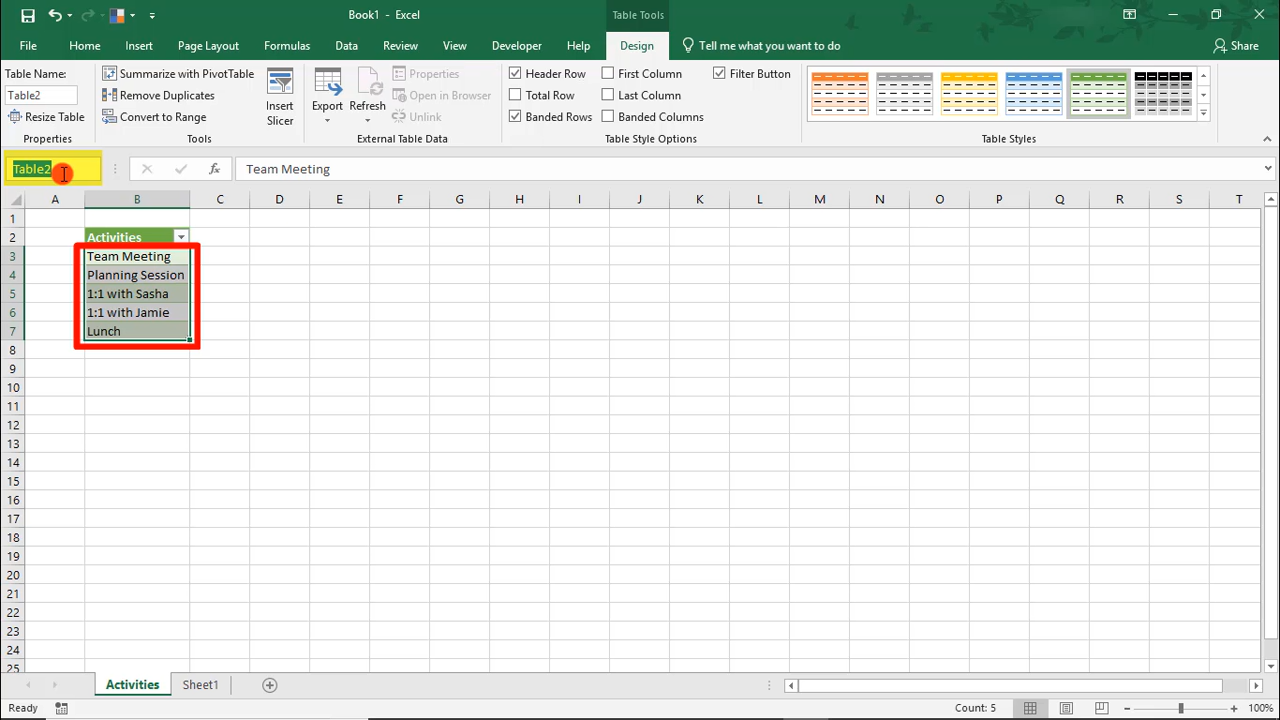 Book1 - Excel
Table Tools
File Home Insert Page Layout Formulas Data Review View Developer Help Design Tell me what you want to do Share
Table Name:
Table2
Resize Table
Properties
Summarize with PivotTable
Remove Duplicates
Convert to Range
Tools
Insert
Slicer
Export
Refresh
Properties
Open in Browser
Unlink
External Table Data
Header Row First Column Filter Button
Total Row Last Column
Banded Rows Banded Columns
Table Style Options
Table Styles
Table2 fx Team Meeting
A B C D E F G H I J K L M N O P Q R S T
1
2 Activities
3 Team Meeting
4 Planning Session
5 1:1 with Sasha
6 1:1 with Jamie
7 Lunch
8
9
10
11
12
13
14
15
16
17
18
19
20
21
22
23
24
25
Activities Sheet1
Ready Count: 5 100%